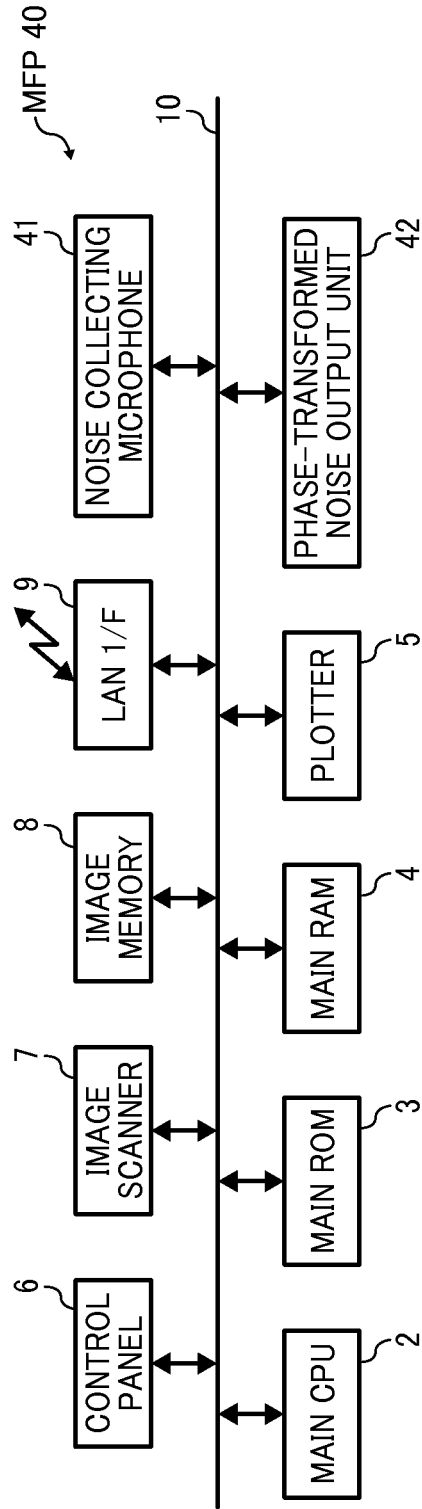 MFP 40
6
7
8
9
41
CONTROL
PANEL
IMAGE
SCANNER
IMAGE
MEMORY
LAN 1/F
NOISE COLLECTING
MICROPHONE
10
MAIN CPU
MAIN ROM
MAIN RAM
PLOTTER
PHASE-TRANSFORMED
NOISE OUTPUT UNIT
2
3
4
5
42